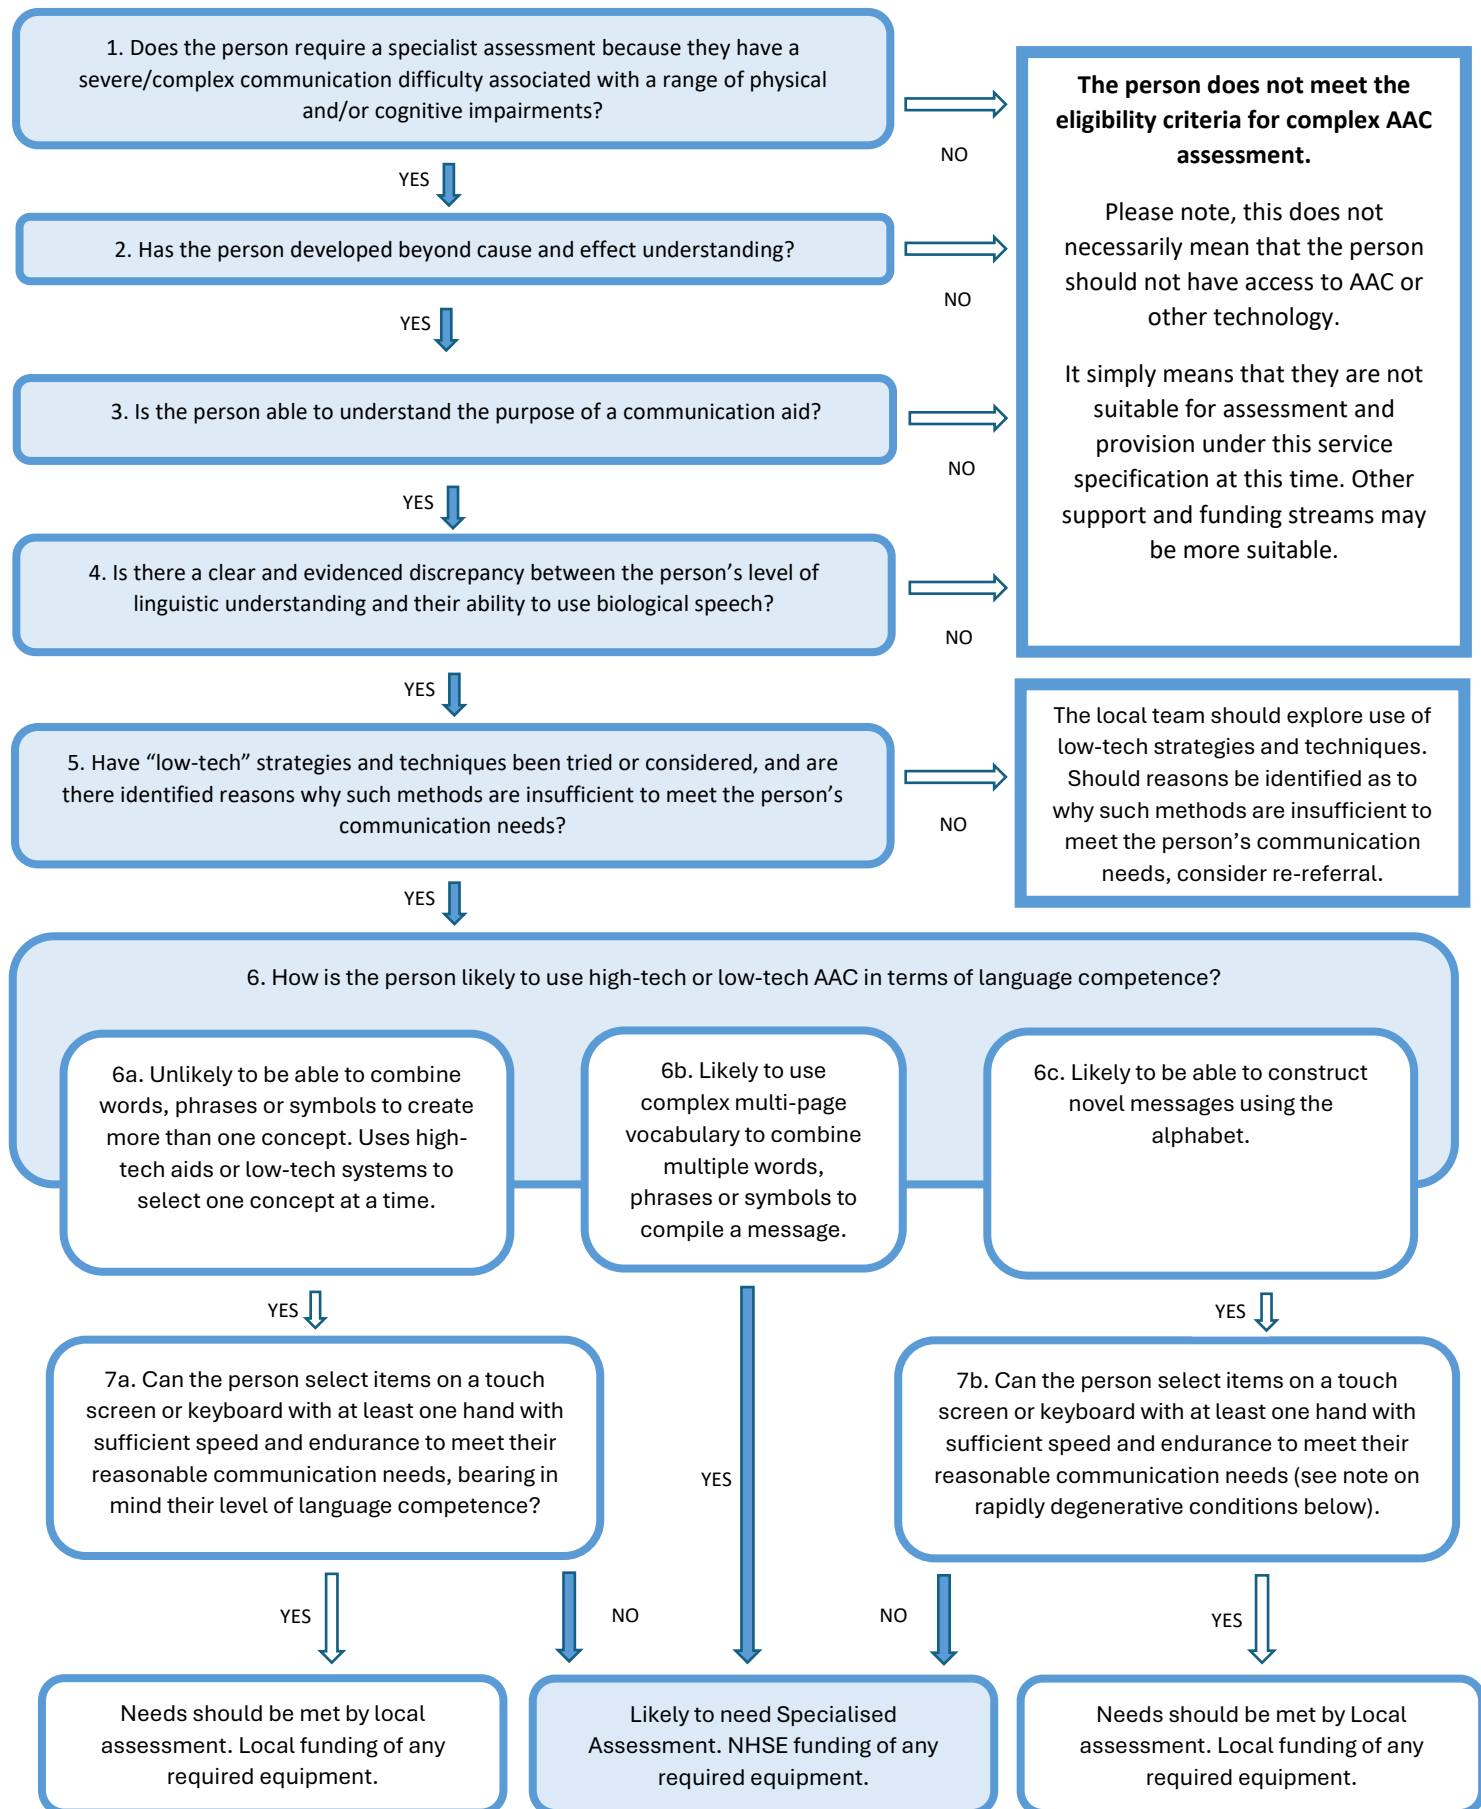 1. Does the person require a specialist assessment because they have a
severe/complex communication difficulty associated with a range of physical
and/or cognitive impairments?
NO
The person does not meet the
eligibility criteria for complex AAC
assessment.
Please note, this does not
necessarily mean that the person
should not have access to AAC or
other technology.
It simply means that they are not
suitable for assessment and
provision under this service
specification at this time. Other
support and funding streams may
be more suitable.
YES
2. Has the person developed beyond cause and effect understanding?
NO
YES
3. Is the person able to understand the purpose of a communication aid?
NO
YES
4. Is there a clear and evidenced discrepancy between the person’s level of
linguistic understanding and their ability to use biological speech?
NO
YES
5. Have “low-tech” strategies and techniques been tried or considered, and are
there identified reasons why such methods are insufficient to meet the person’s
communication needs?
NO
The local team should explore use of
low-tech strategies and techniques.
Should reasons be identified as to
why such methods are insufficient to
meet the person’s communication
needs, consider re-referral.
YES
6. How is the person likely to use high-tech or low-tech AAC in terms of language competence?
6a. Unlikely to be able to combine
words, phrases or symbols to create
more than one concept. Uses high-
tech aids or low-tech systems to
select one concept at a time.
6b. Likely to use
complex multi-page
vocabulary to combine
multiple words,
phrases or symbols to
compile a message.
6c. Likely to be able to construct
novel messages using the
alphabet.
YES
YES
7a. Can the person select items on a touch
screen or keyboard with at least one hand with
sufficient speed and endurance to meet their
reasonable communication needs, bearing in
mind their level of language competence?
YES
7b. Can the person select items on a touch
screen or keyboard with at least one hand with
sufficient speed and endurance to meet their
reasonable communication needs (see note on
rapidly degenerative conditions below).
YES
NO
NO
YES
Needs should be met by local
assessment. Local funding of any
required equipment.
Likely to need Specialised
Assessment. NHSE funding of any
required equipment.
Needs should be met by Local
assessment. Local funding of any
required equipment.